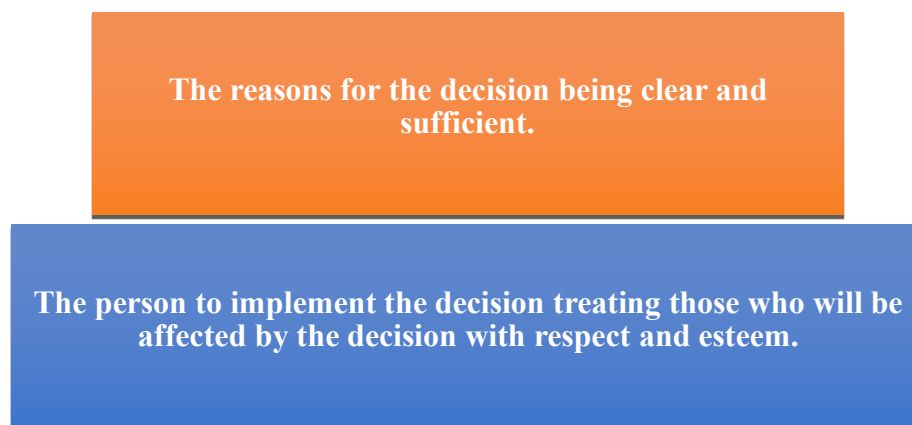 The reasons for the decision being clear and
sufficient.
The person to implement the decision treating those who will be
affected by the decision with respect and esteem.